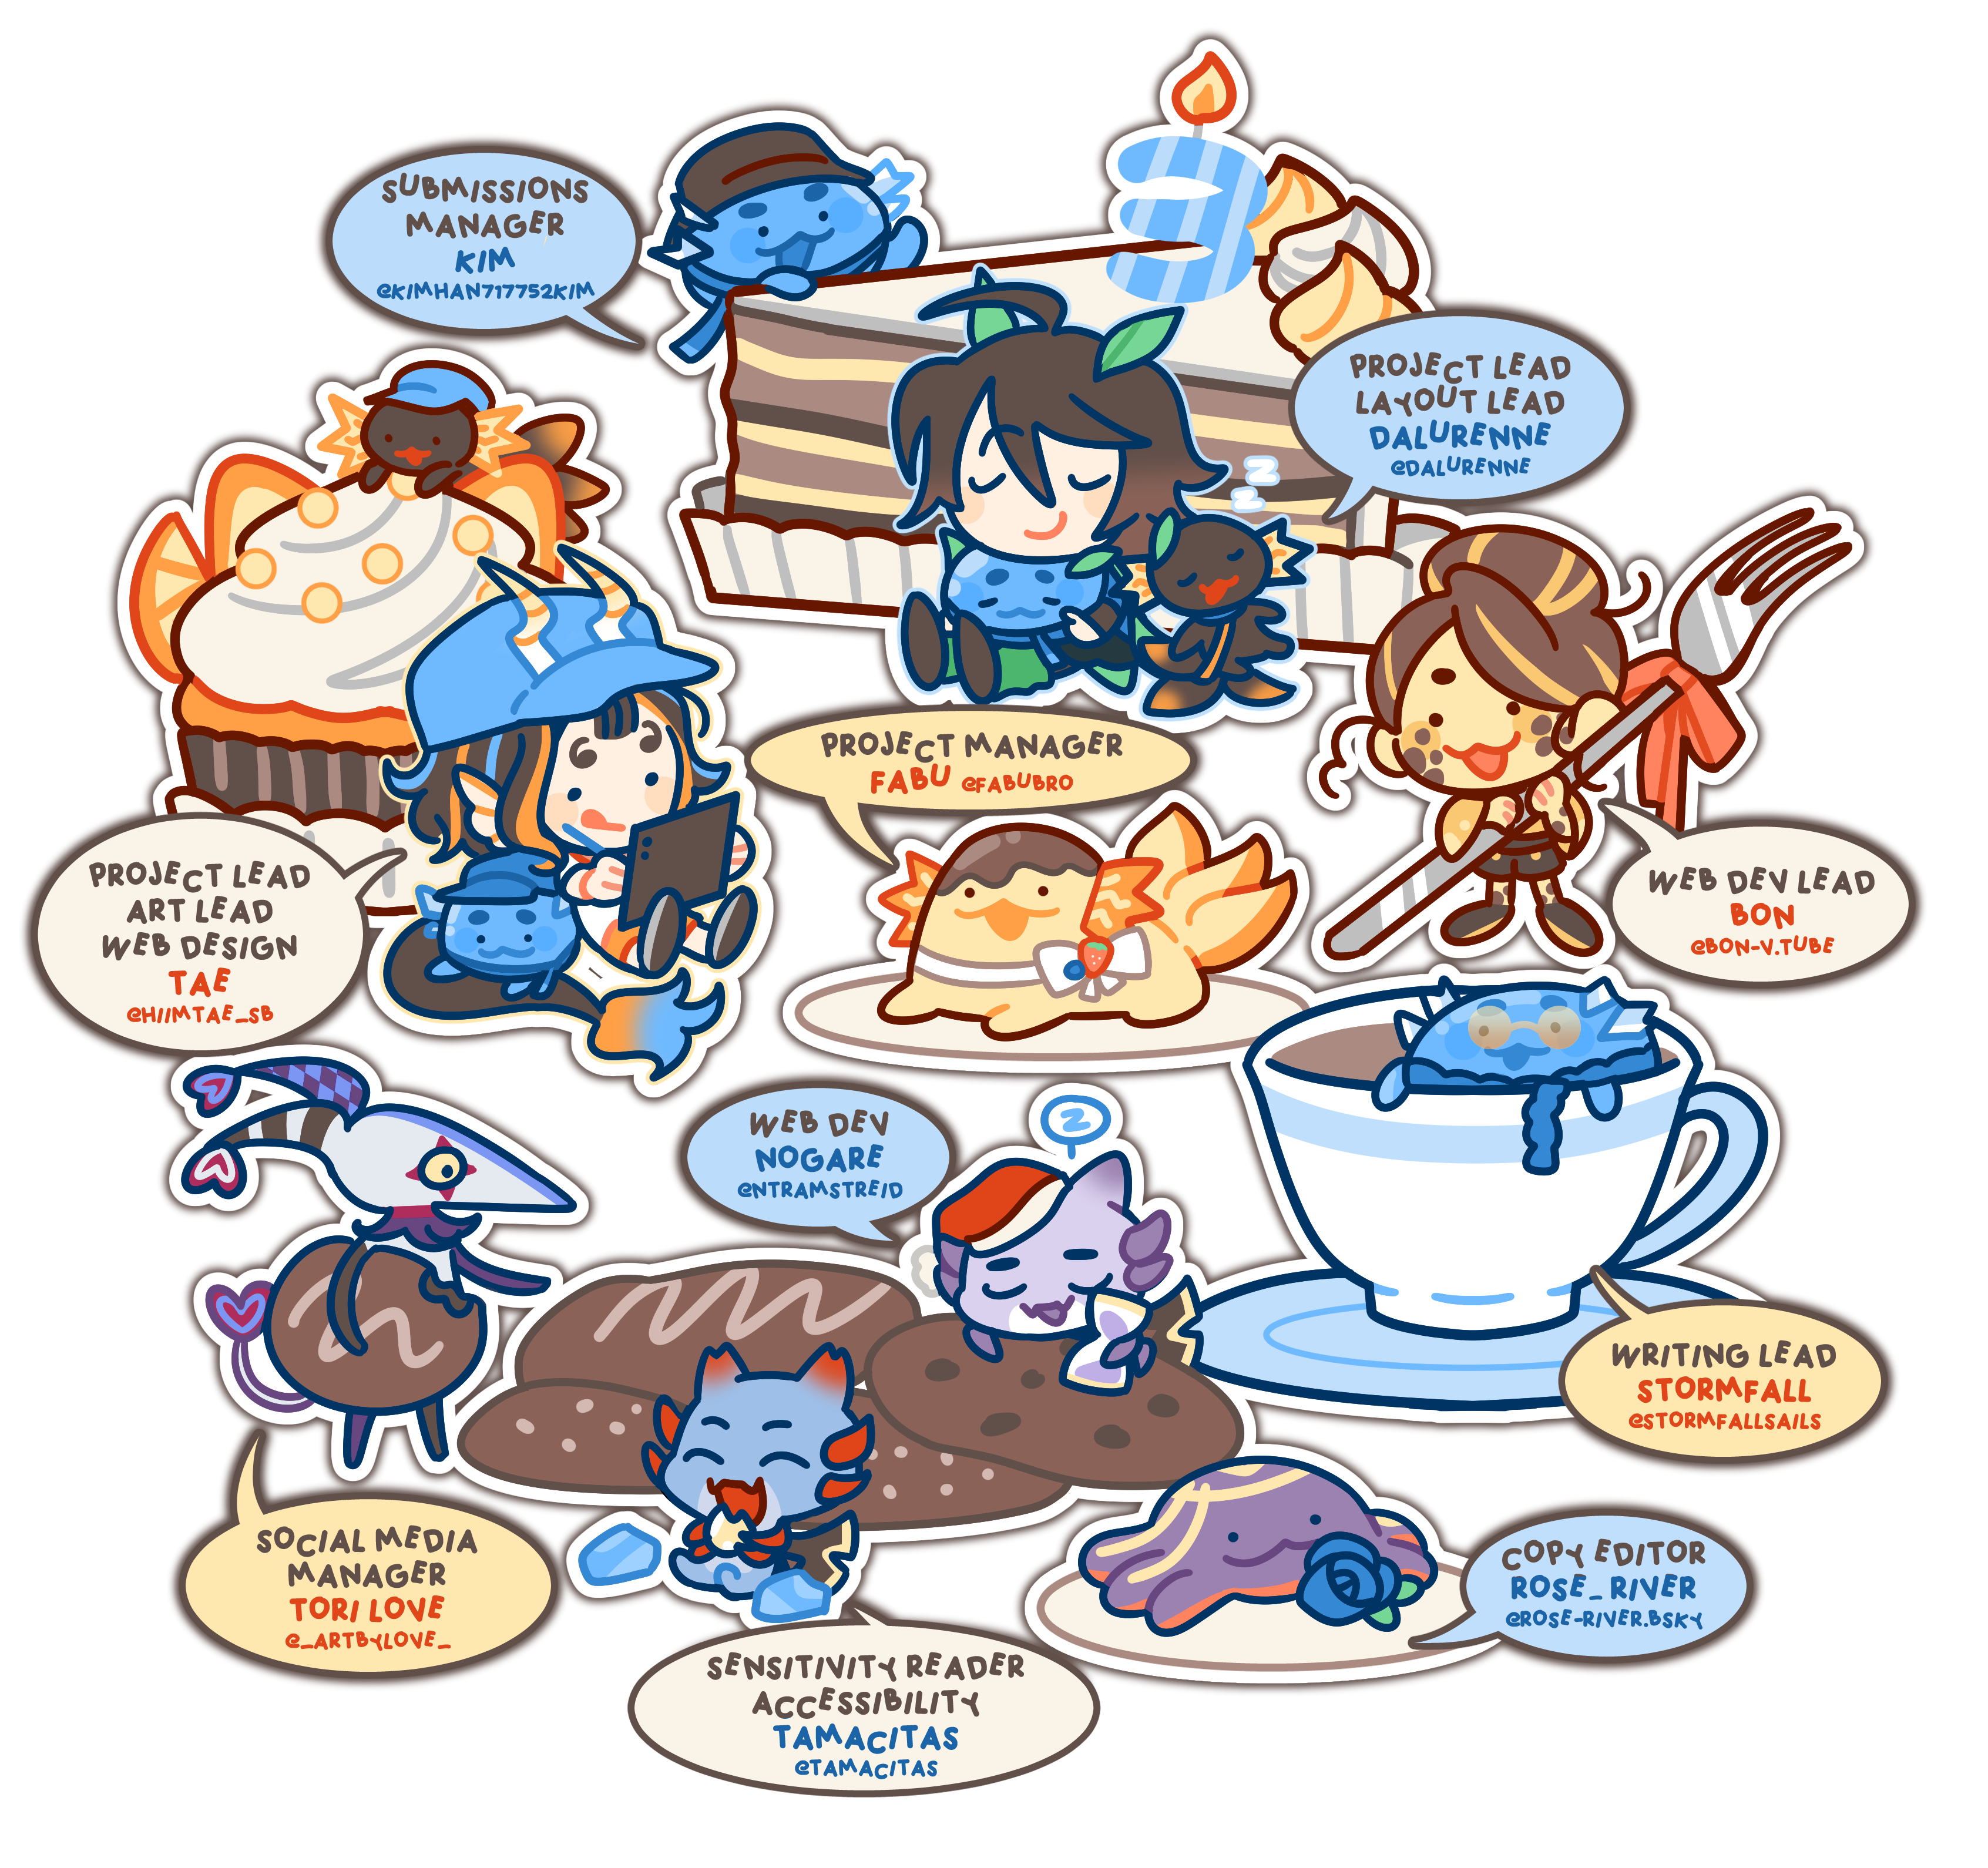 SUBMISSIONS
MANAGER
KIM
@KIMHAN717752KIM
3
PROJECT LEAD
LAYOUT LEAD
DALURENNE
@DALURENNE
Z
Z
PROJECT MANAGER
FABU @FABUBRO
PROJECT LEAD
ART LEAD
WEB DESIGN
TAE
@HIIMTAE_SB
WEB DEV LEAD
BON
@BON-V.TUBE
WEB DEV
NOGARE
@NTRAMSTREID
Z
WRITING LEAD
STORMFALL
@STORMFALLSAILS
SOCIAL MEDIA
MANAGER
TORI LOVE
@_ARTBYLOVE_
COPY EDITOR
ROSE_RIVER
@ROSE-RIVER.BSKY
SENSITIVITY READER
ACCESSIBILITY
TAMACITAS
@TAMACITAS